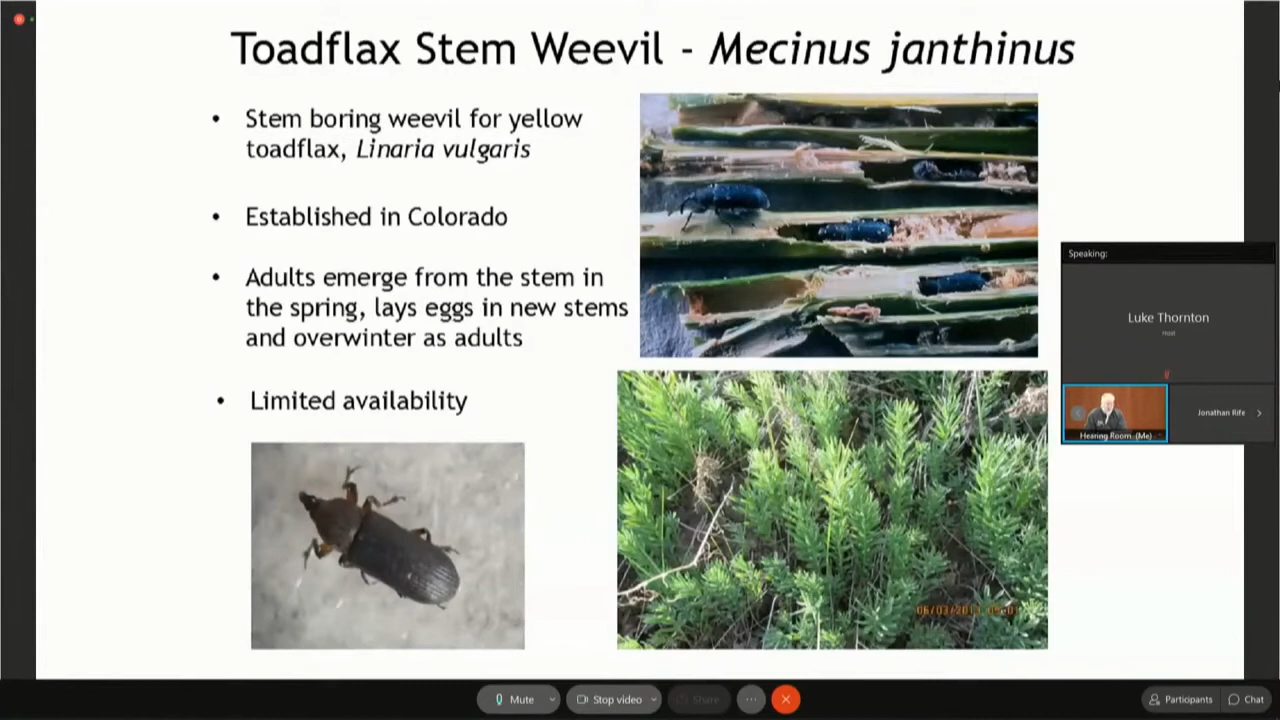 Toadflax Stem Weevil - Mecinus janthinus
• Stem boring weevil for yellow
toadflax, Linaria vulgaris
• Established in Colorado
• Adults emerge from the stem in
the spring, lays eggs in new stems
and overwinter as adults
• Limited availability
Speaking:
Luke Thornton
Host
Hearing Room (Me)
Jonathan Rife
Mute
Stop video
Share
Participants
Chat